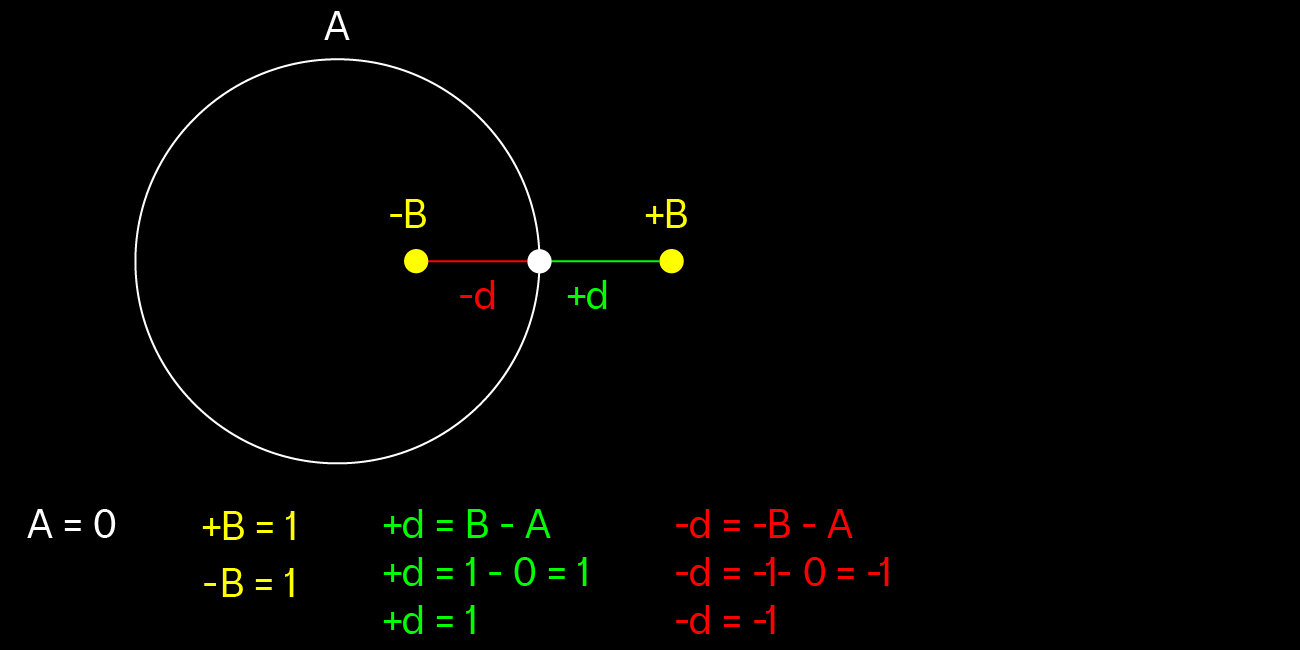 A
-B
+B
-d
+d
A = 0
+B = 1
-B = 1
+d = B - A
+d = 1 - 0 = 1
+d = 1
-d = -B - A
-d = -1- 0 = -1
-d = -1